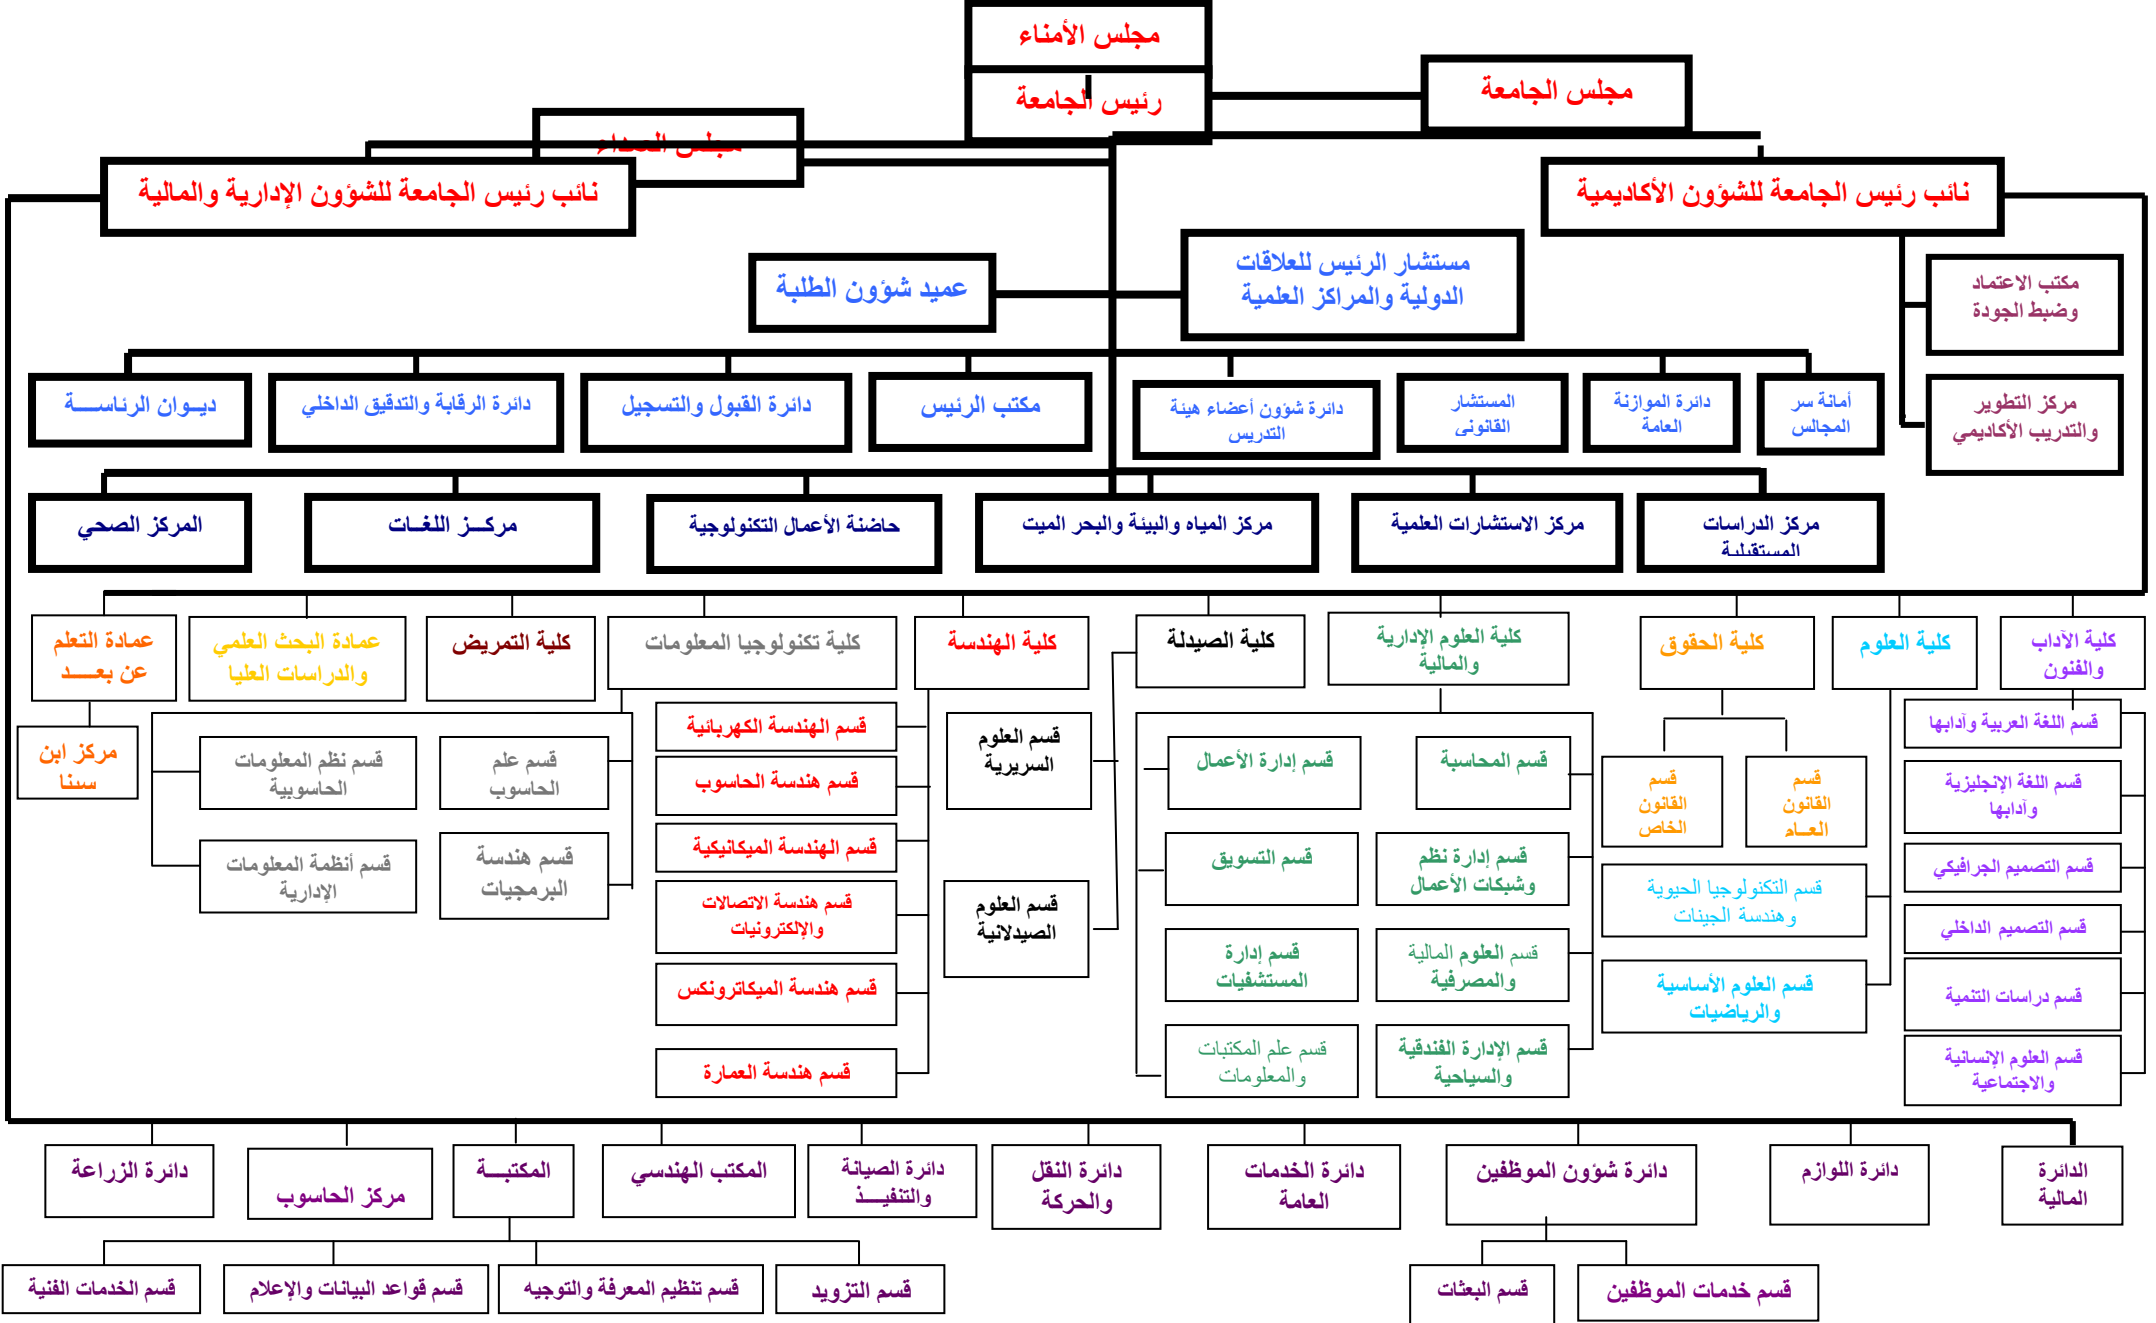 مجلس الأمناء
رئيس الجامعة
مجلس الجامعة
مجلس العمداء
نائب رئيس الجامعة للشؤون الأكاديمية
نائب رئيس الجامعة للشؤون الإدارية والمالية
مستشار الرئيس للعلاقات
الدولية والمراكز العلمية
عميد شؤون الطلبة
مكتب الاعتماد
وضبط الجودة
مركز التطوير
والتدريب الأكاديمي
أمانة سر
المجالس
دائرة الموازنة
العامة
المستشار
القانوني
دائرة شؤون أعضاء هيئة
التدريس
مكتب الرئيس
دائرة القبول والتسجيل
دائرة الرقابة والتدقيق الداخلي
ديــوان الرئاســــة
مركز الدراسات
المستقبلية
مركز الاستشارات العلمية
مركز المياه والبيئة والبحر الميت
حاضنة الأعمال التكنولوجية
مركـــز اللغــات
المركز الصحي
كلية الآداب
والفنون
كلية العلوم
كلية الحقوق
كلية العلوم الإدارية
والمالية
كلية الصيدلة
كلية الهندسة
كلية تكنولوجيا المعلومات
كلية التمريض
عمادة البحث العلمي
والدراسات العليا
عمادة التعلم
عن بعـــــد
قسم اللغة العربية وآدابها
قسم اللغة الإنجليزية
وآدابها
قسم التصميم الجرافيكي
قسم التصميم الداخلي
قسم دراسات التنمية
قسم العلوم الإنسانية
والاجتماعية
قسم
القانون
العــام
قسم
القانون
الخاص
قسم التكنولوجيا الحيوية
وهندسة الجينات
قسم العلوم الأساسية
والرياضيات
قسم المحاسبة
قسم إدارة الأعمال
قسم إدارة نظم
وشبكات الأعمال
قسم التسويق
قسم العلوم المالية
والمصرفية
قسم إدارة
المستشفيات
قسم الإدارة الفندقية
والسياحية
قسم علم المكتبات
والمعلومات
قسم العلوم
السريرية
قسم العلوم
الصيدلانية
قسم الهندسة الكهربائية
قسم هندسة الحاسوب
قسم الهندسة الميكانيكية
قسم هندسة الاتصالات
والإلكترونيات
قسم هندسة الميكاترونكس
قسم هندسة العمارة
قسم علم
الحاسوب
قسم نظم المعلومات
الحاسوبية
قسم هندسة
البرمجيات
قسم أنظمة المعلومات
الإدارية
مركز ابن
سينا
الدائرة
المالية
دائرة اللوازم
دائرة شؤون الموظفين
دائرة الخدمات
العامة
دائرة النقل
والحركة
دائرة الصيانة
والتنفيــــذ
المكتب الهندسي
المكتبـــــة
مركز الحاسوب
دائرة الزراعة
قسم خدمات الموظفين
قسم البعثات
قسم التزويد
قسم تنظيم المعرفة والتوجيه
قسم قواعد البيانات والإعلام
قسم الخدمات الفنية